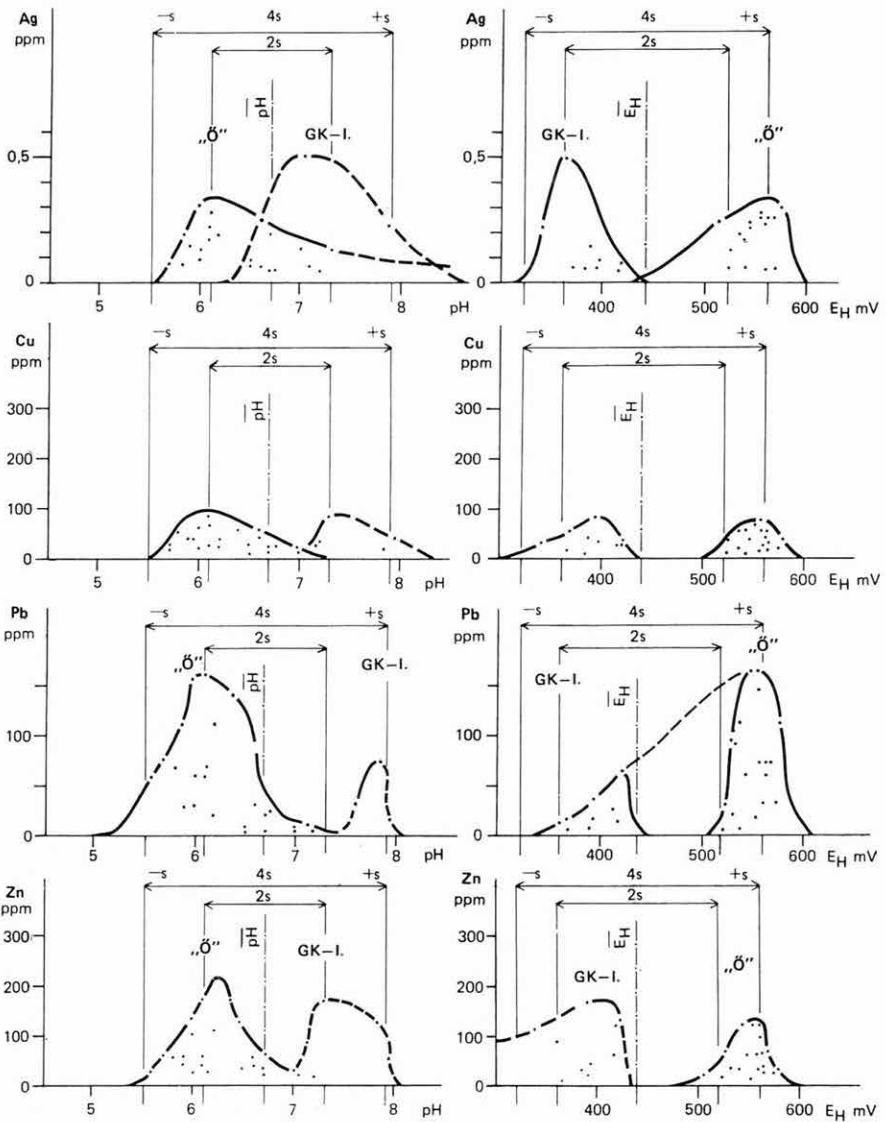 Ag ppm
−s 4s +s
2s
pH
„Ő”
GK–I.
0,5
0
5 6 7 8 pH
Ag ppm
−s 4s +s
2s
E_H
GK–I.
„Ő”
0,5
0
400 500 600 E_H mV
Cu ppm
−s 4s +s
2s
pH
300
200
100
0
5 6 7 8 pH
Cu ppm
−s 4s +s
2s
E_H
300
200
100
0
400 500 600 E_H mV
Pb ppm
−s 4s +s
2s
„Ő”
pH
GK–I.
100
0
5 6 7 8 pH
Pb ppm
−s 4s +s
2s
„Ő”
GK–I.
E_H
100
0
400 500 600 E_H mV
Zn ppm
−s 4s +s
2s
„Ő”
pH
GK–I.
300
200
100
0
5 6 7 8 pH
Zn ppm
−s 4s +s
2s
E_H
GK–I.
„Ő”
300
200
100
0
400 500 600 E_H mV